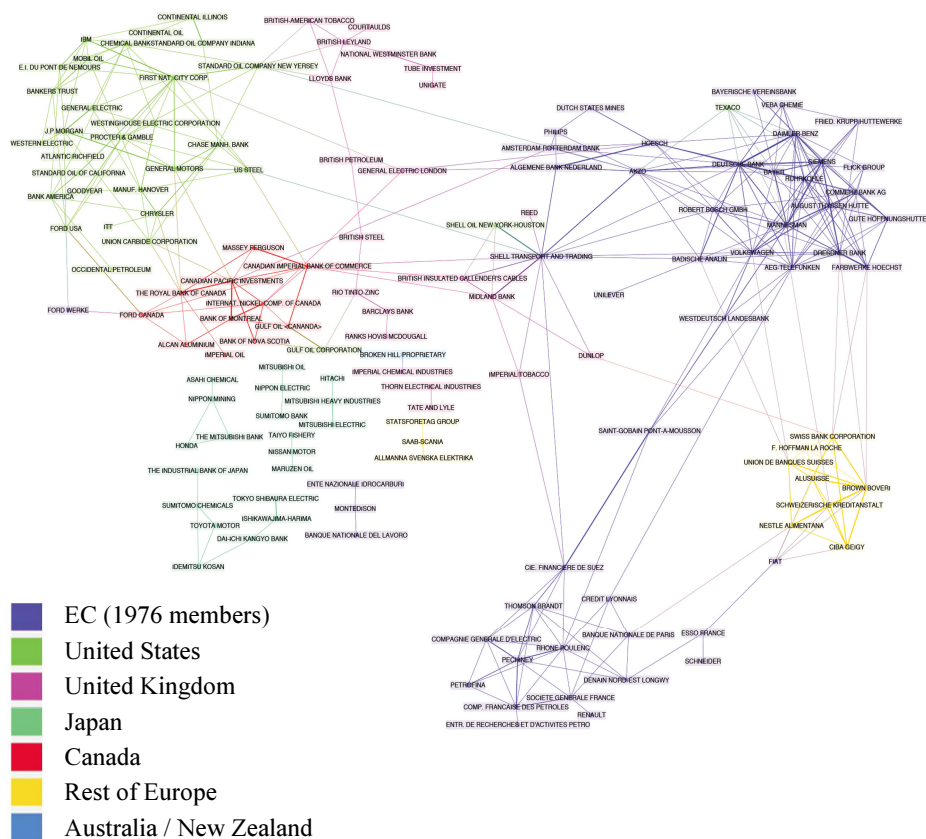 CONTINENTAL ILLINOIS
BRITISH-AMERICAN TOBACCO
COURTAULDS
CONTINENTAL OIL
IBM
CHEMICAL BANKSTANDARD OIL COMPANY INDIANA
BRITISH LEYLAND
NATIONAL WESTMINSTER BANK
MOBIL OIL
STANDARD OIL COMPANY NEW YERSEY
TUBE INVESTMENT
E.I. DU PONT DE NEMOURS
FIRST NAT. CITY CORP.
LLOYDS BANK
UNIGATE
BANKERS TRUST
BAYERISCHE VEREINSBANK
GENERAL ELECTRIC
DUTCH STATES MINES
TEXACO
VEBA CHEMIE
WESTINGHOUSE ELECTRIC CORPORATION
FRIED. KRUPP/HUTTEWERKE
J.P.MORGAN
PROCTER & GAMBLE
PHILIPS
DAIMLER-BENZ
WESTERN ELECTRIC
CHASE MANH. BANK
AMSTERDAM-ROTTERDAM BANK
HOESCH
ATLANTIC RICHFIELD
BRITISH PETROLEUM
SIEMENS
GENERAL MOTORS
US STEEL
GENERAL ELECTRIC LONDON
ALGEMENE BANK NEDERLAND
AKZO
DEUTSCHE BANK
FLICK GROUP
STANDARD OIL OF CALIFORNIA
BAYER
RUHRKOHLE
GOODYEAR
MANUF. HANOVER
COMMERZBANK AG
BANK AMERICA
AUGUST THYSSEN HUTTE
CHRYSLER
RBED
ROBERT BOSCH GMBH
GUTE HOFFNUNGSHUTTE
FORD USA
ITT
SHELL OIL NEW YORK-HOUSTON
MANNESMAN
UNION CARBIDE CORPORATION
BRITISH STEEL
MASSEY FERGUSON
VOLKSWAGEN
DRESDNER BANK
CANADIAN IMPERIAL BANK OF COMMERCE
SHELL TRANSPORT AND TRADING
BADISCHE ANALIN
OCCIDENTAL PETROLEUM
AEG-TELEFUNKEN
FARBWERKE HOECHST
CANADIAN PACIFIC INVESTMENTS
BRITISH INSULATED CALLENDER'S CABLES
THE ROYAL BANK OF CANADA
RIO TINTO-ZINC
MIDLAND BANK
UNILEVER
INTERNAT. NICKEL COMP. OF CANADA
FORD WERKE
FORD CANADA
BANK OF MONTREAL
BARCLAYS BANK
WESTDEUTSCH LANDESBANK
GULF OIL <CANANDA>
ALCAN ALUMINIUM
BANK OF NOVA SCOTIA
RANKS HOVIS MCDOUGALL
IMPERIAL OIL
GULF OIL CORPORATION
BROKEN HILL PROPRIETARY
DUNLOP
MITSUBISHI OIL
IMPERIAL CHEMICAL INDUSTRIES
IMPERIAL TOBACCO
ASAHI CHEMICAL
HITACHI
NIPPON ELECTRIC
THORN ELECTRICAL INDUSTRIES
NIPPON MINING
MITSUBISHI HEAVY INDUSTRIES
TATE AND LYLE
SUMITOMO BANK
MITSUBISHI ELECTRIC
STATSFORETAG GROUP
SAINT-GOBAIN PONT-A-MOUSSON
THE MITSUBISHI BANK
TAIYO FISHERY
SWISS BANK CORPORATION
HONDA
SAAB-SCANIA
F. HOFFMAN LA ROCHE
NISSAN MOTOR
ALLMANNA SVENSKA ELEKTRIKA
UNION DE BANQUES SUISSES
THE INDUSTRIAL BANK OF JAPAN
MARUZEN OIL
ALUSUISSE
ENTE NAZIONALE IDROCARBURI
BROWN BOVERI
TOKYO SHIBAURA ELECTRIC
SUMITOMO CHEMICALS
MONTEDISON
SCHWEIZERISCHE KREDITANSTALT
ISHIKAWAJIMA-HARIMA
TOYOTA MOTOR
NESTLE ALIMENTANA
DAI-ICHI KANGYO BANK
BANQUE NATIONALE DEL LAVORO
CIBA GEIGY
IDEMITSU KOSAN
CIE. FINANCIERE DE SUEZ
FIAT
CREDIT LYONNAIS
THOMSON BRANDT
COMPAGNIE GENERALE D'ELECTRIC
BANQUE NATIONALE DE PARIS
ESSO FRANCE
RHONE POULENC
PECHINEY
SCHNEIDER
PETROFINA
DENAIN NORD-EST LONGWY
SOCIETE GENERALE FRANCE
COMP. FRANCAISE DES PETROLES
RENAULT
ENTR. DE RECHERCHES ET D'ACTIVITES PETRO
EC (1976 members)
United States
United Kingdom
Japan
Canada
Rest of Europe
Australia / New Zealand